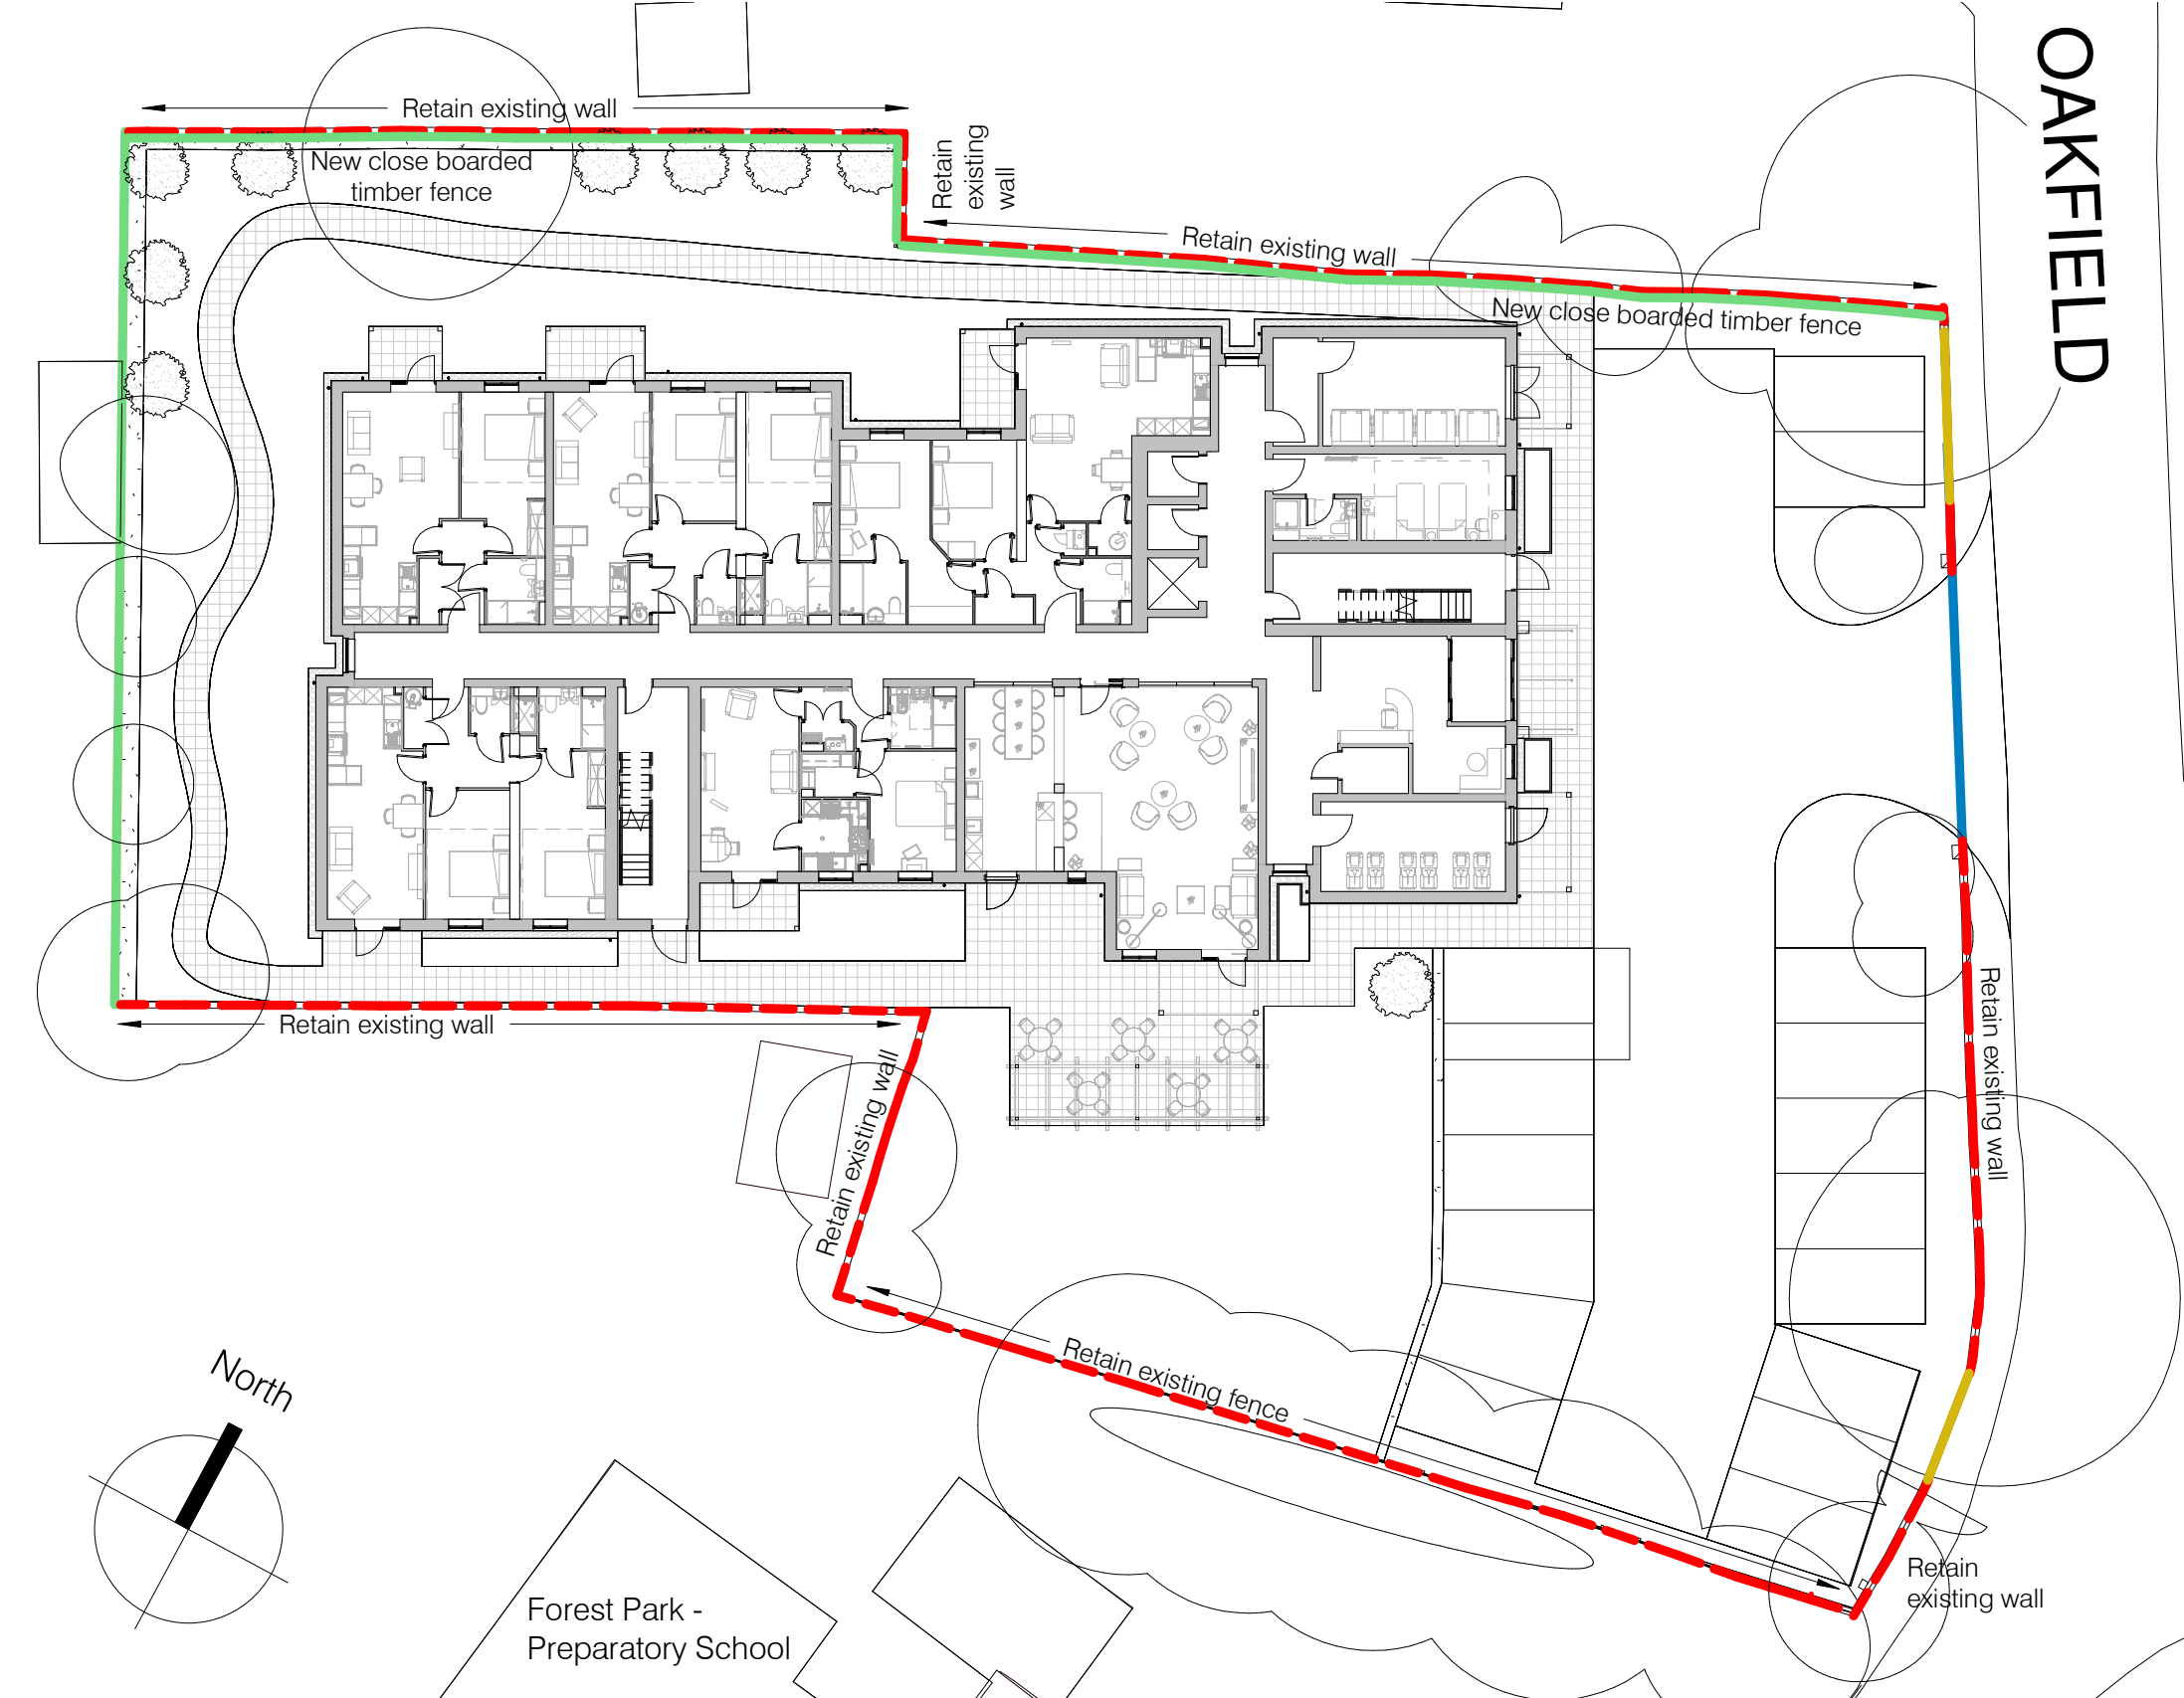 OAKFIELD
Retain existing wall
New close boarded
timber fence
Retain
existing
wall
Retain existing wall
New close boarded timber fence
Retain existing wall
Retain existing wall
Retain existing wall
Retain existing fence
North
Retain
existing wall
Forest Park -
Preparatory School